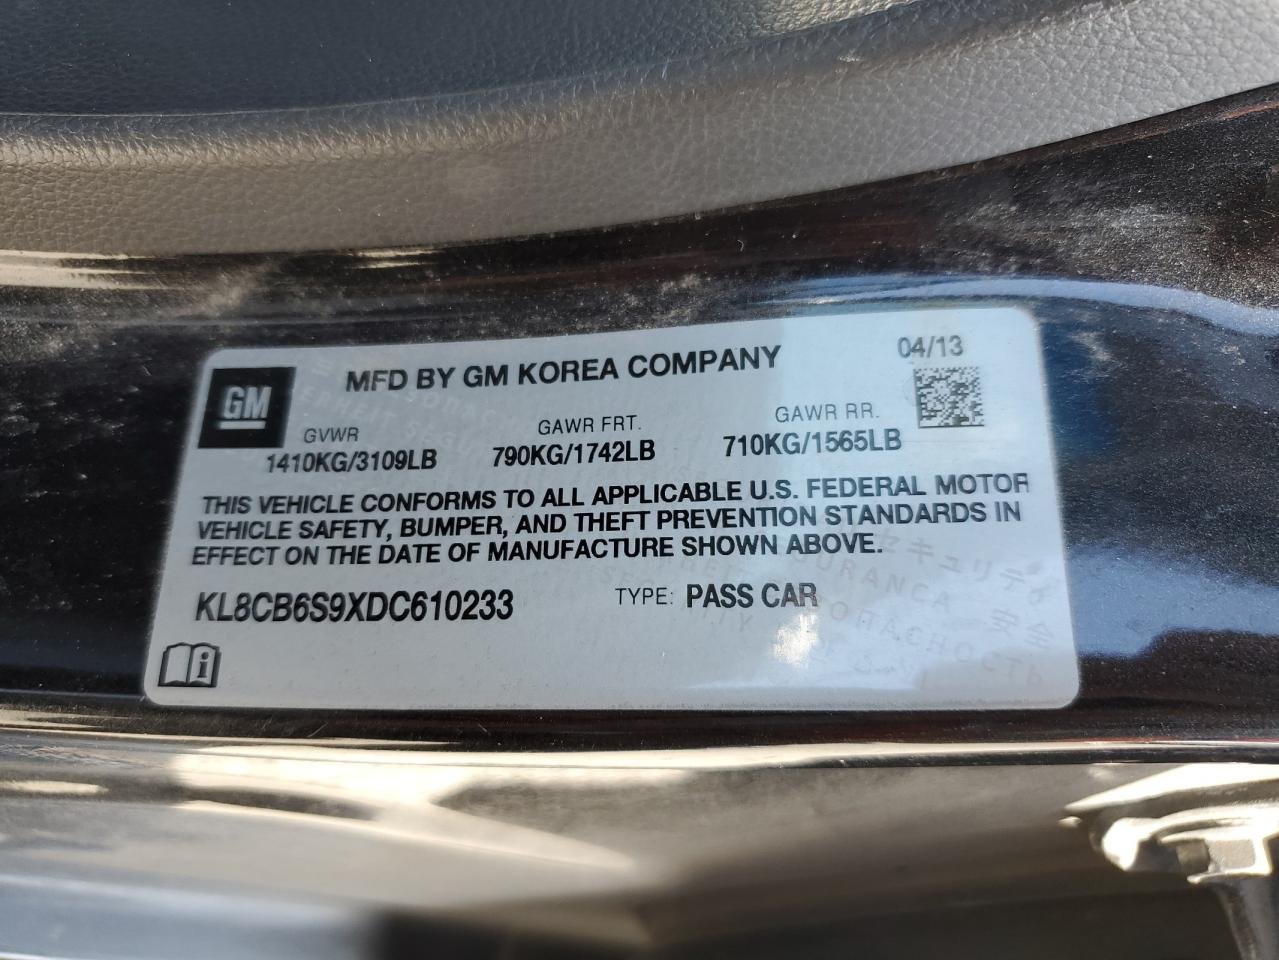 GM
MFD BY GM KOREA COMPANY
04/13
GVWR GAWR FRT. GAWR RR.
1410KG/3109LB 790KG/1742LB 710KG/1565LB
THIS VEHICLE CONFORMS TO ALL APPLICABLE U.S. FEDERAL MOTOR
VEHICLE SAFETY, BUMPER, AND THEFT PREVENTION STANDARDS IN
EFFECT ON THE DATE OF MANUFACTURE SHOWN ABOVE.
KL8CB6S9XDC610233 TYPE: PASS CAR
i